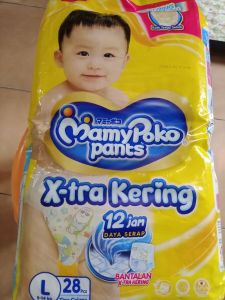 マミーポコ
MamyPoko
pants
X-tra Kering
12 jam
DAYA SERAP
BANTALAN
X-TRA KERING
L
28